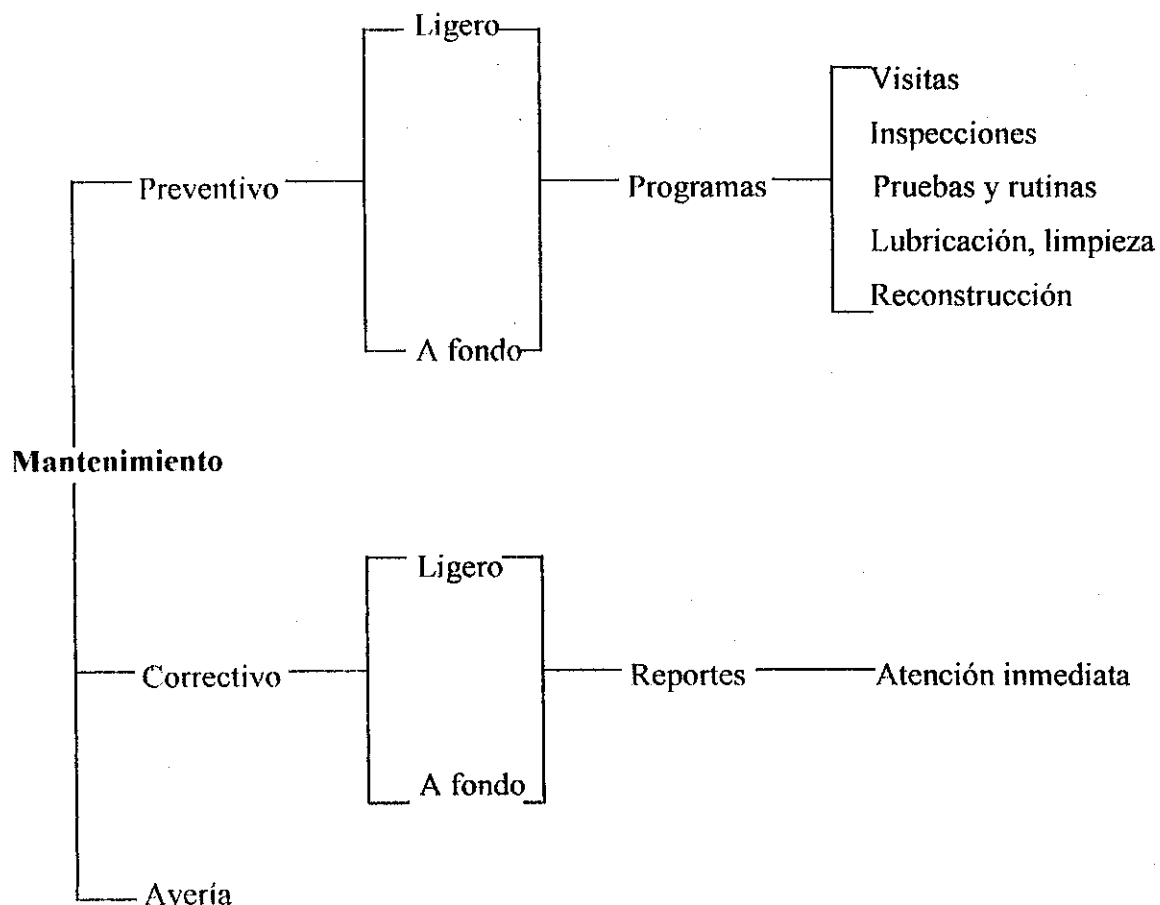 Ligero
Visitas
Inspecciones
Preventivo
Programas
Pruebas y rutinas
Lubricación, limpieza
Reconstrucción
A fondo
Mantenimiento
Ligero
Correctivo
Reportes
Atención inmediata
A fondo
Avería